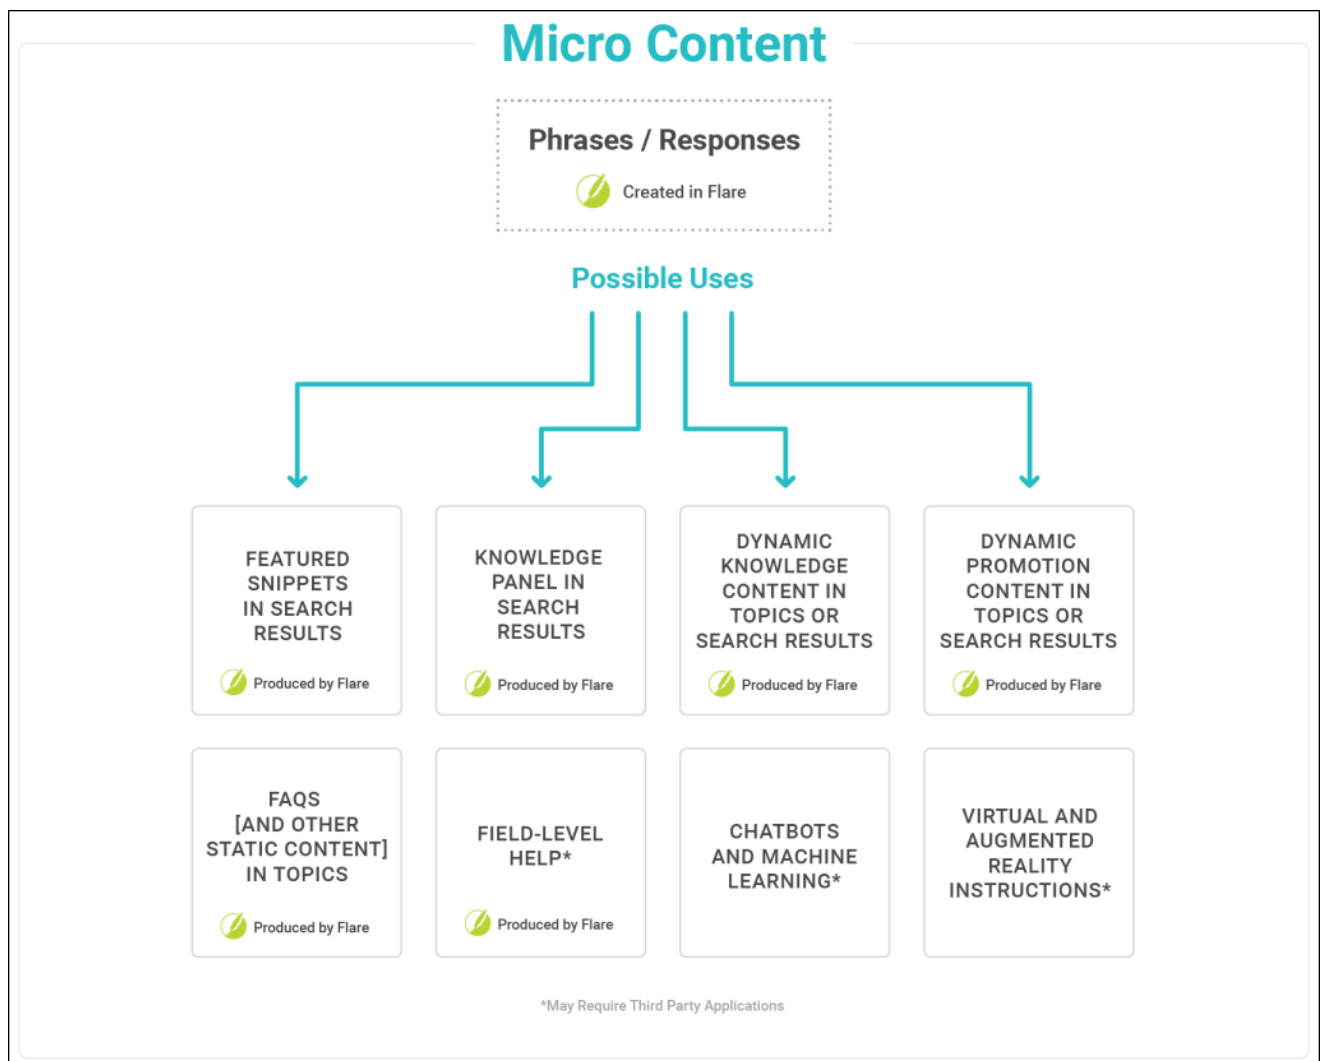 Micro Content
Phrases / Responses
Created in Flare
Possible Uses
FEATURED
SNIPPETS
IN SEARCH
RESULTS
Produced by Flare
KNOWLEDGE
PANEL IN
SEARCH
RESULTS
Produced by Flare
DYNAMIC
KNOWLEDGE
CONTENT IN
TOPICS OR
SEARCH RESULTS
Produced by Flare
DYNAMIC
PROMOTION
CONTENT IN
TOPICS OR
SEARCH RESULTS
Produced by Flare
FAQS
[AND OTHER
STATIC CONTENT]
IN TOPICS
Produced by Flare
FIELD-LEVEL
HELP*
Produced by Flare
CHATBOTS
AND MACHINE
LEARNING*
VIRTUAL AND
AUGMENTED
REALITY
INSTRUCTIONS*
*May Require Third Party Applications